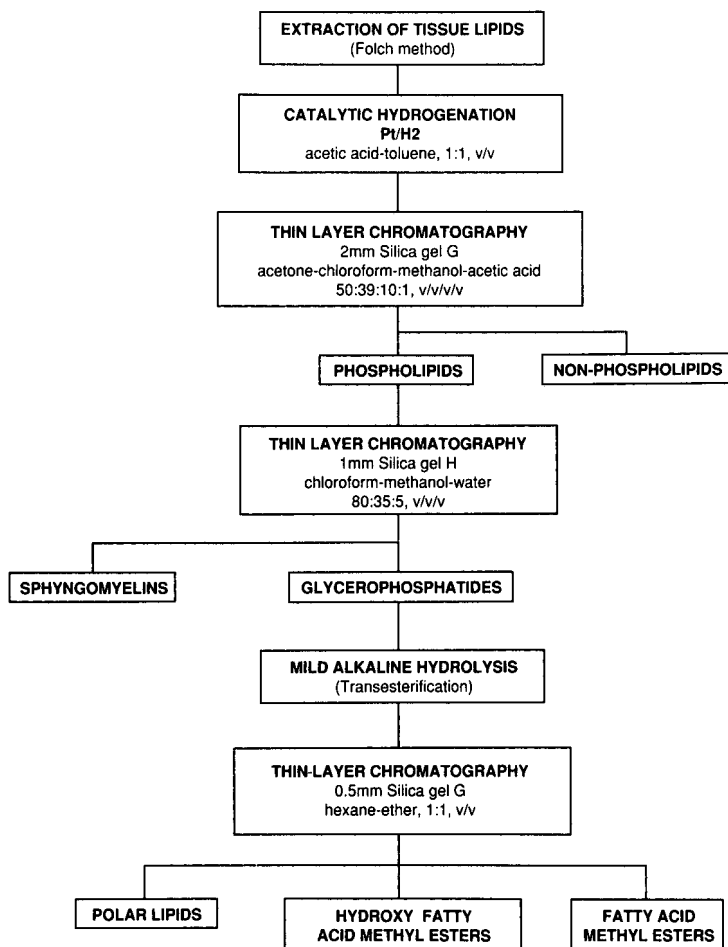 EXTRACTION OF TISSUE LIPIDS
(Folch method)
CATALYTIC HYDROGENATION
Pt/H2
acetic acid-toluene, 1:1, v/v
THIN LAYER CHROMATOGRAPHY
2mm Silica gel G
acetone-chloroform-methanol-acetic acid
50:39:10:1, v/v/v/v
PHOSPHOLIPIDS
NON-PHOSPHOLIPIDS
THIN LAYER CHROMATOGRAPHY
1mm Silica gel H
chloroform-methanol-water
80:35:5, v/v/v
SPHYNGOMYELINS
GLYCEROPHOSPHATIDES
MILD ALKALINE HYDROLYSIS
(Transesterification)
THIN-LAYER CHROMATOGRAPHY
0.5mm Silica gel G
hexane-ether, 1:1, v/v
POLAR LIPIDS
HYDROXY FATTY
ACID METHYL ESTERS
FATTY ACID
METHYL ESTERS